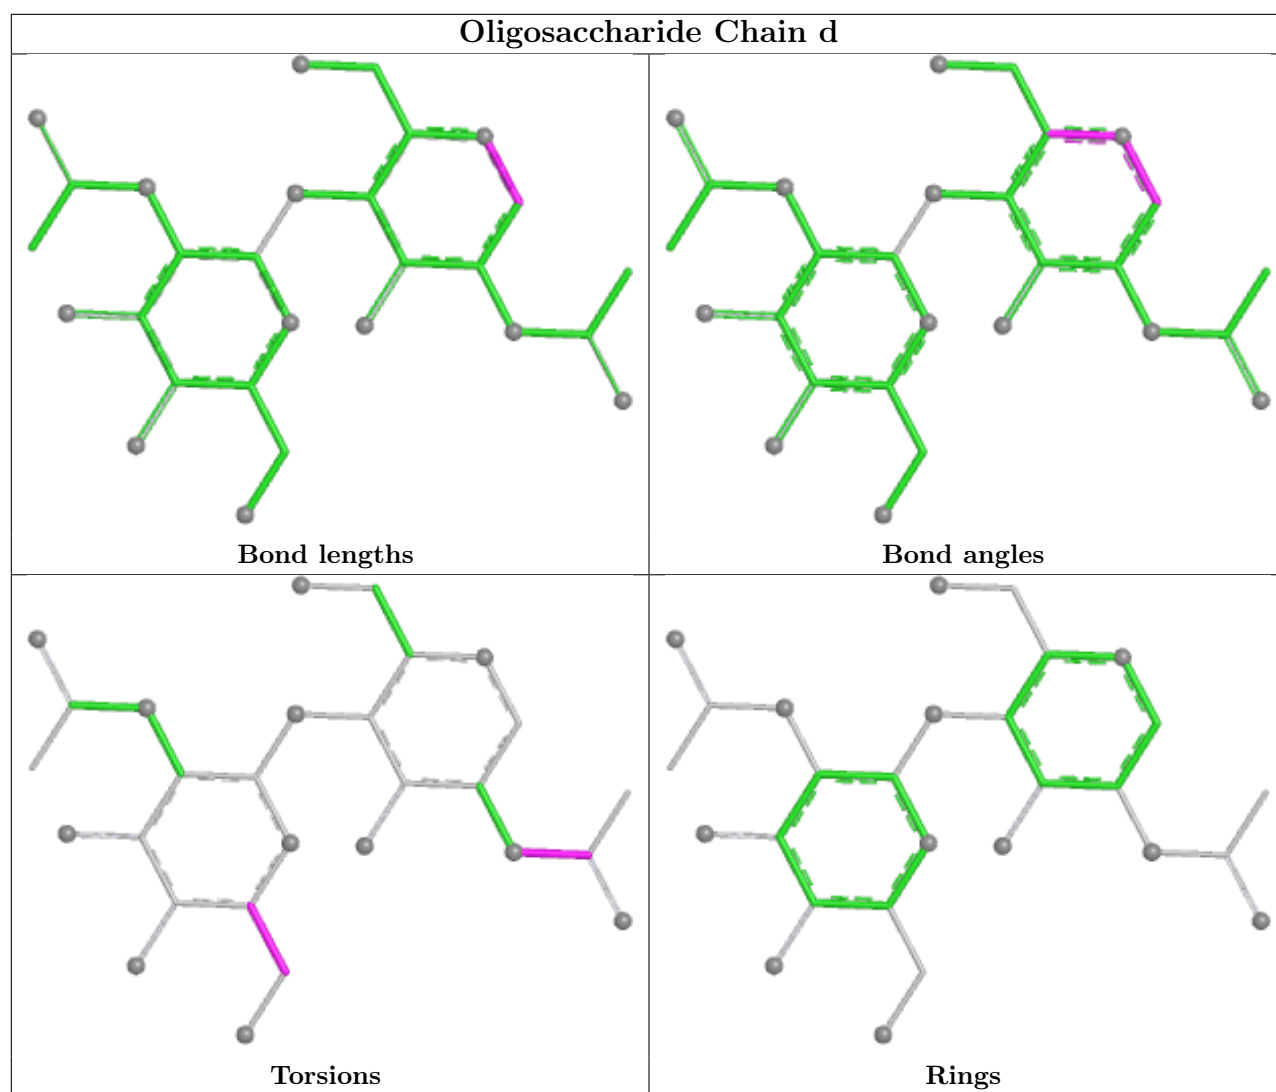 Oligosaccharide Chain d
Bond lengths
Bond angles
Torsions
Rings